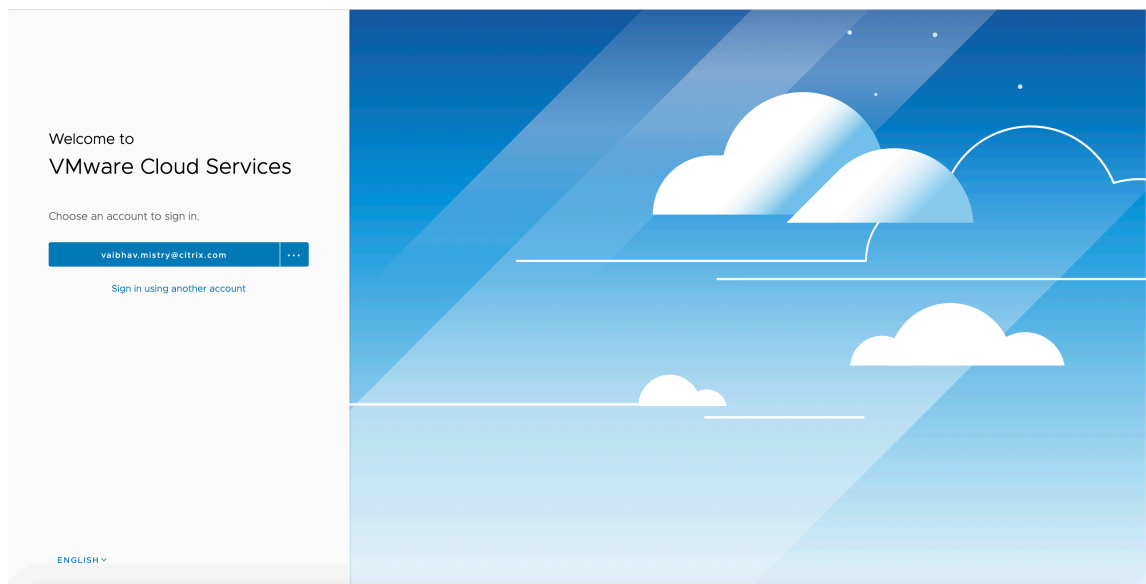 Welcome to
VMware Cloud Services
Choose an account to sign in.
vaibhav.mistry@citrix.com ...
Sign in using another account
ENGLISH